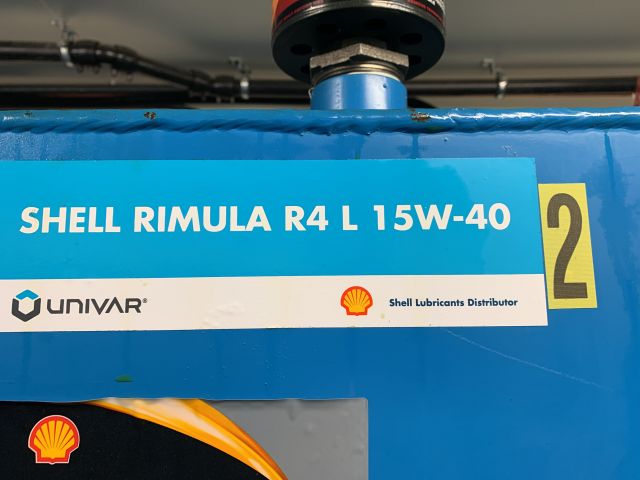 SHELL RIMULA R4 L 15W-40
2
UNIVAR®
Shell Lubricants Distributor